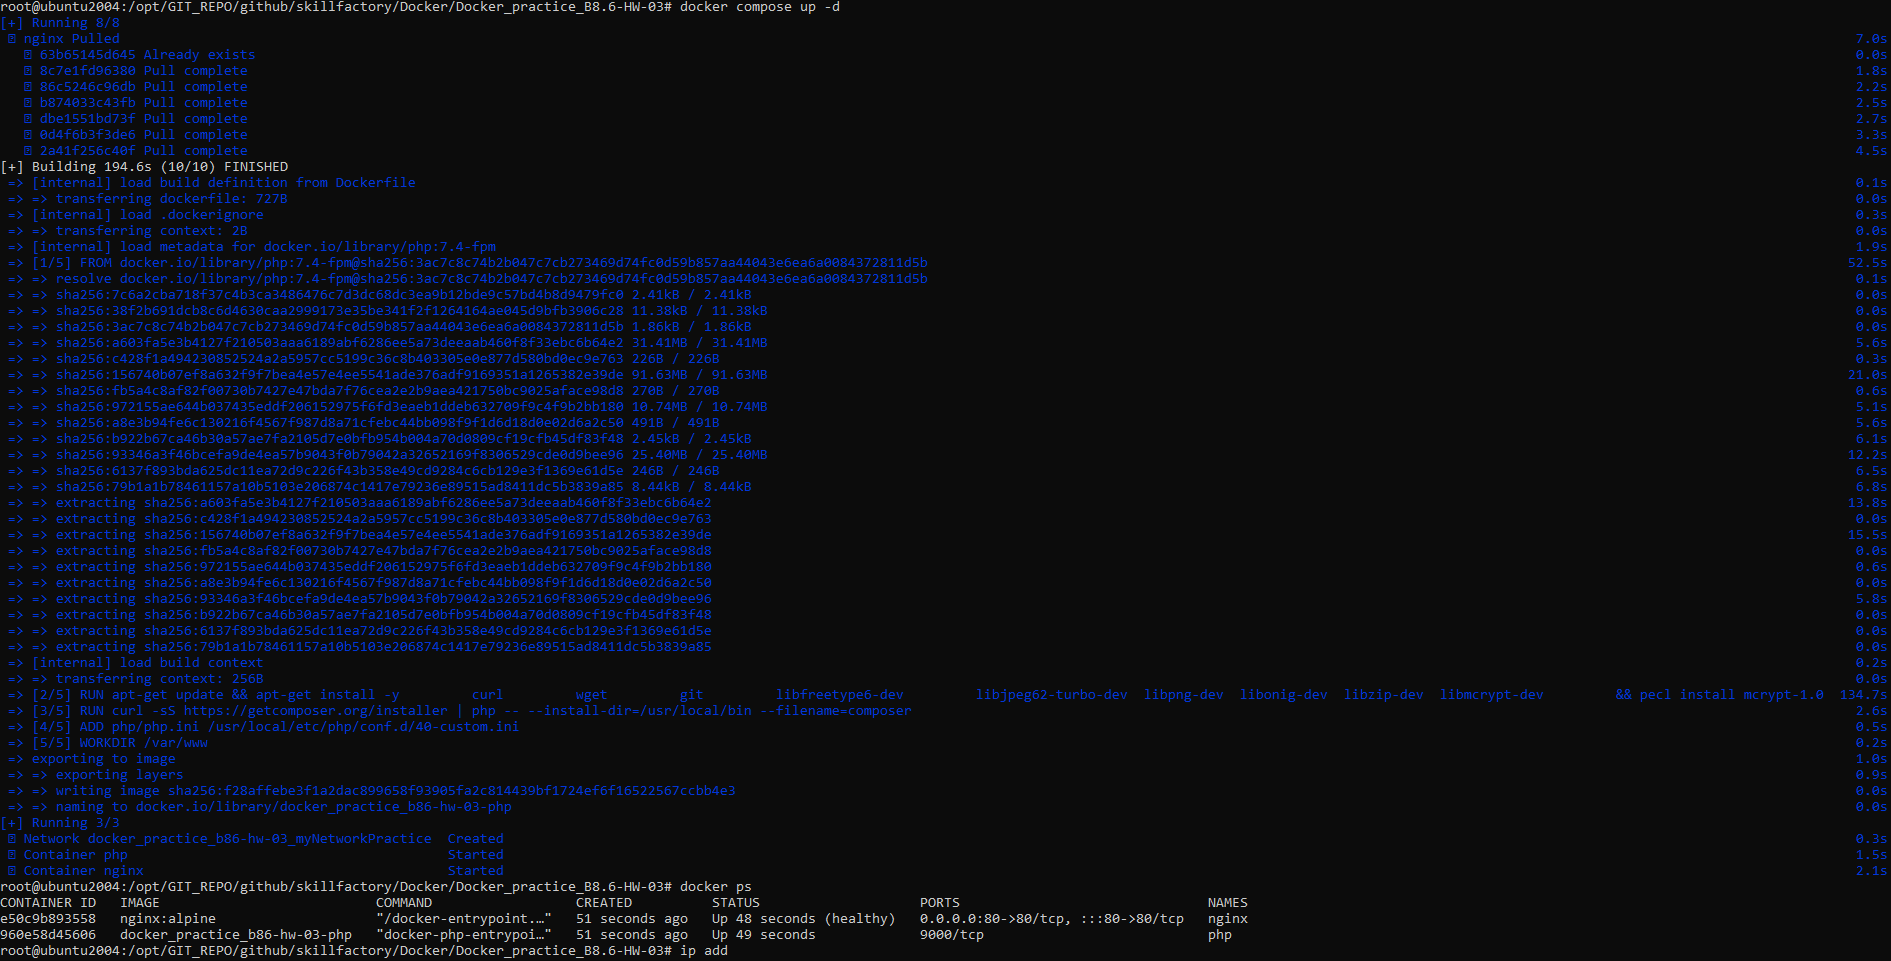 root@ubuntu2004:/opt/GIT_REPO/github/skillfactory/Docker/Docker_practice_B8.6-HW-03# docker compose up -d
[+] Running 8/8
nginx Pulled 7.0s
63b65145d645 Already exists 0.0s
8c7e1fd96380 Pull complete 1.8s
86c5246c96db Pull complete 2.2s
b874033c43fb Pull complete 2.5s
dbe1551bd73f Pull complete 2.7s
0d4f6b3f3de6 Pull complete 3.3s
2a41f256c40f Pull complete 4.5s
[+] Building 194.6s (10/10) FINISHED
=> [internal] load build definition from Dockerfile 0.1s
=> => transferring dockerfile: 727B 0.0s
=> [internal] load .dockerignore 0.3s
=> => transferring context: 2B 0.0s
=> [internal] load metadata for docker.io/library/php:7.4-fpm 1.9s
=> [1/5] FROM docker.io/library/php:7.4-fpm@sha256:3ac7c8c74b2b047c7cb273469d74fc0d59b857aa44043e6ea6a0084372811d5b 52.5s
=> => resolve docker.io/library/php:7.4-fpm@sha256:3ac7c8c74b2b047c7cb273469d74fc0d59b857aa44043e6ea6a0084372811d5b 0.1s
=> => sha256:7c6a2cba718f37c4b3ca3486476c7d3dc68dc3ea9b12bde9c57bd4b8d9479fc0 2.41kB / 2.41kB 0.0s
=> => sha256:38f2b691dcb8c6d4630caa2999173e35be341f2f1264164ae045d9bfb3906c28 11.38kB / 11.38kB 0.0s
=> => sha256:3ac7c8c74b2b047c7cb273469d74fc0d59b857aa44043e6ea6a0084372811d5b 1.86kB / 1.86kB 0.0s
=> => sha256:a603fa5e3b4127f210503aaa6189abf6286ee5a73deeaab460f8f33ebc6b64e2 31.41MB / 31.41MB 5.6s
=> => sha256:c428f1a494230852524a2a5957cc5199c36c8b403305e0e877d580bd0ec9e763 226B / 226B 0.3s
=> => sha256:156740b07ef8a632f9f7bea4e57e4ee5541ade376adf9169351a1265382e39de 91.63MB / 91.63MB 21.0s
=> => sha256:fb5a4c8af82f00730b7427e47bda7f76cea2e2b9aea421750bc9025aface98d8 270B / 270B 0.6s
=> => sha256:972155ae644b037435eddf206152975f6fd3eaeb1ddeb632709f9c4f9b2bb180 10.74MB / 10.74MB 5.1s
=> => sha256:a8e3b94fe6c130216f4567f987d8a71cfebc44bb098f9f1d6d18d0e02d6a2c50 491B / 491B 5.6s
=> => sha256:b922b67ca46b30a57ae7fa2105d7e0bfb954b004a70d0809cf19cfb45df83f48 2.45kB / 2.45kB 6.1s
=> => sha256:93346a3f46bcefa9de4ea57b9043f0b79042a32652169f8306529cde0d9bee96 25.40MB / 25.40MB 12.2s
=> => sha256:6137f893bda625dc11ea72d9c226f43b358e49cd9284c6cb129e3f1369e61d5e 246B / 246B 6.5s
=> => sha256:79b1a1b78461157a10b5103e206874c1417e79236e89515ad8411dc5b3839a85 8.44kB / 8.44kB 6.8s
=> => extracting sha256:a603fa5e3b4127f210503aaa6189abf6286ee5a73deeaab460f8f33ebc6b64e2 13.8s
=> => extracting sha256:c428f1a494230852524a2a5957cc5199c36c8b403305e0e877d580bd0ec9e763 0.0s
=> => extracting sha256:156740b07ef8a632f9f7bea4e57e4ee5541ade376adf9169351a1265382e39de 15.5s
=> => extracting sha256:fb5a4c8af82f00730b7427e47bda7f76cea2e2b9aea421750bc9025aface98d8 0.0s
=> => extracting sha256:972155ae644b037435eddf206152975f6fd3eaeb1ddeb632709f9c4f9b2bb180 0.6s
=> => extracting sha256:a8e3b94fe6c130216f4567f987d8a71cfebc44bb098f9f1d6d18d0e02d6a2c50 0.0s
=> => extracting sha256:93346a3f46bcefa9de4ea57b9043f0b79042a32652169f8306529cde0d9bee96 5.8s
=> => extracting sha256:b922b67ca46b30a57ae7fa2105d7e0bfb954b004a70d0809cf19cfb45df83f48 0.0s
=> => extracting sha256:6137f893bda625dc11ea72d9c226f43b358e49cd9284c6cb129e3f1369e61d5e 0.0s
=> => extracting sha256:79b1a1b78461157a10b5103e206874c1417e79236e89515ad8411dc5b3839a85 0.0s
=> [internal] load build context 0.2s
=> => transferring context: 256B 0.0s
=> [2/5] RUN apt-get update && apt-get install -y curl wget git libfreetype6-dev libjpeg62-turbo-dev libpng-dev libonig-dev libzip-dev libmcrypt-dev && pecl install mcrypt-1.0 134.7s
=> [3/5] RUN curl -sS https://getcomposer.org/installer | php -- --install-dir=/usr/local/bin --filename=composer 2.6s
=> [4/5] ADD php/php.ini /usr/local/etc/php/conf.d/40-custom.ini 0.5s
=> [5/5] WORKDIR /var/www 0.2s
=> exporting to image 1.0s
=> => exporting layers 0.9s
=> => writing image sha256:f28affebe3f1a2dac899658f93905fa2c814439bf1724ef6f16522567ccbb4e3 0.0s
=> => naming to docker.io/library/docker_practice_b86-hw-03-php 0.0s
[+] Running 3/3
Network docker_practice_b86-hw-03_myNetworkPractice Created 0.3s
Container php Started 1.5s
Container nginx Started 2.1s
root@ubuntu2004:/opt/GIT_REPO/github/skillfactory/Docker/Docker_practice_B8.6-HW-03# docker ps
CONTAINER ID IMAGE COMMAND CREATED STATUS PORTS NAMES
e50c9b893558 nginx:alpine "/docker-entrypoint.…" 51 seconds ago Up 48 seconds (healthy) 0.0.0.0:80->80/tcp, :::80->80/tcp nginx
960e58d45606 docker_practice_b86-hw-03-php "docker-php-entrypoi…" 51 seconds ago Up 49 seconds 9000/tcp php
root@ubuntu2004:/opt/GIT_REPO/github/skillfactory/Docker/Docker_practice_B8.6-HW-03# ip add